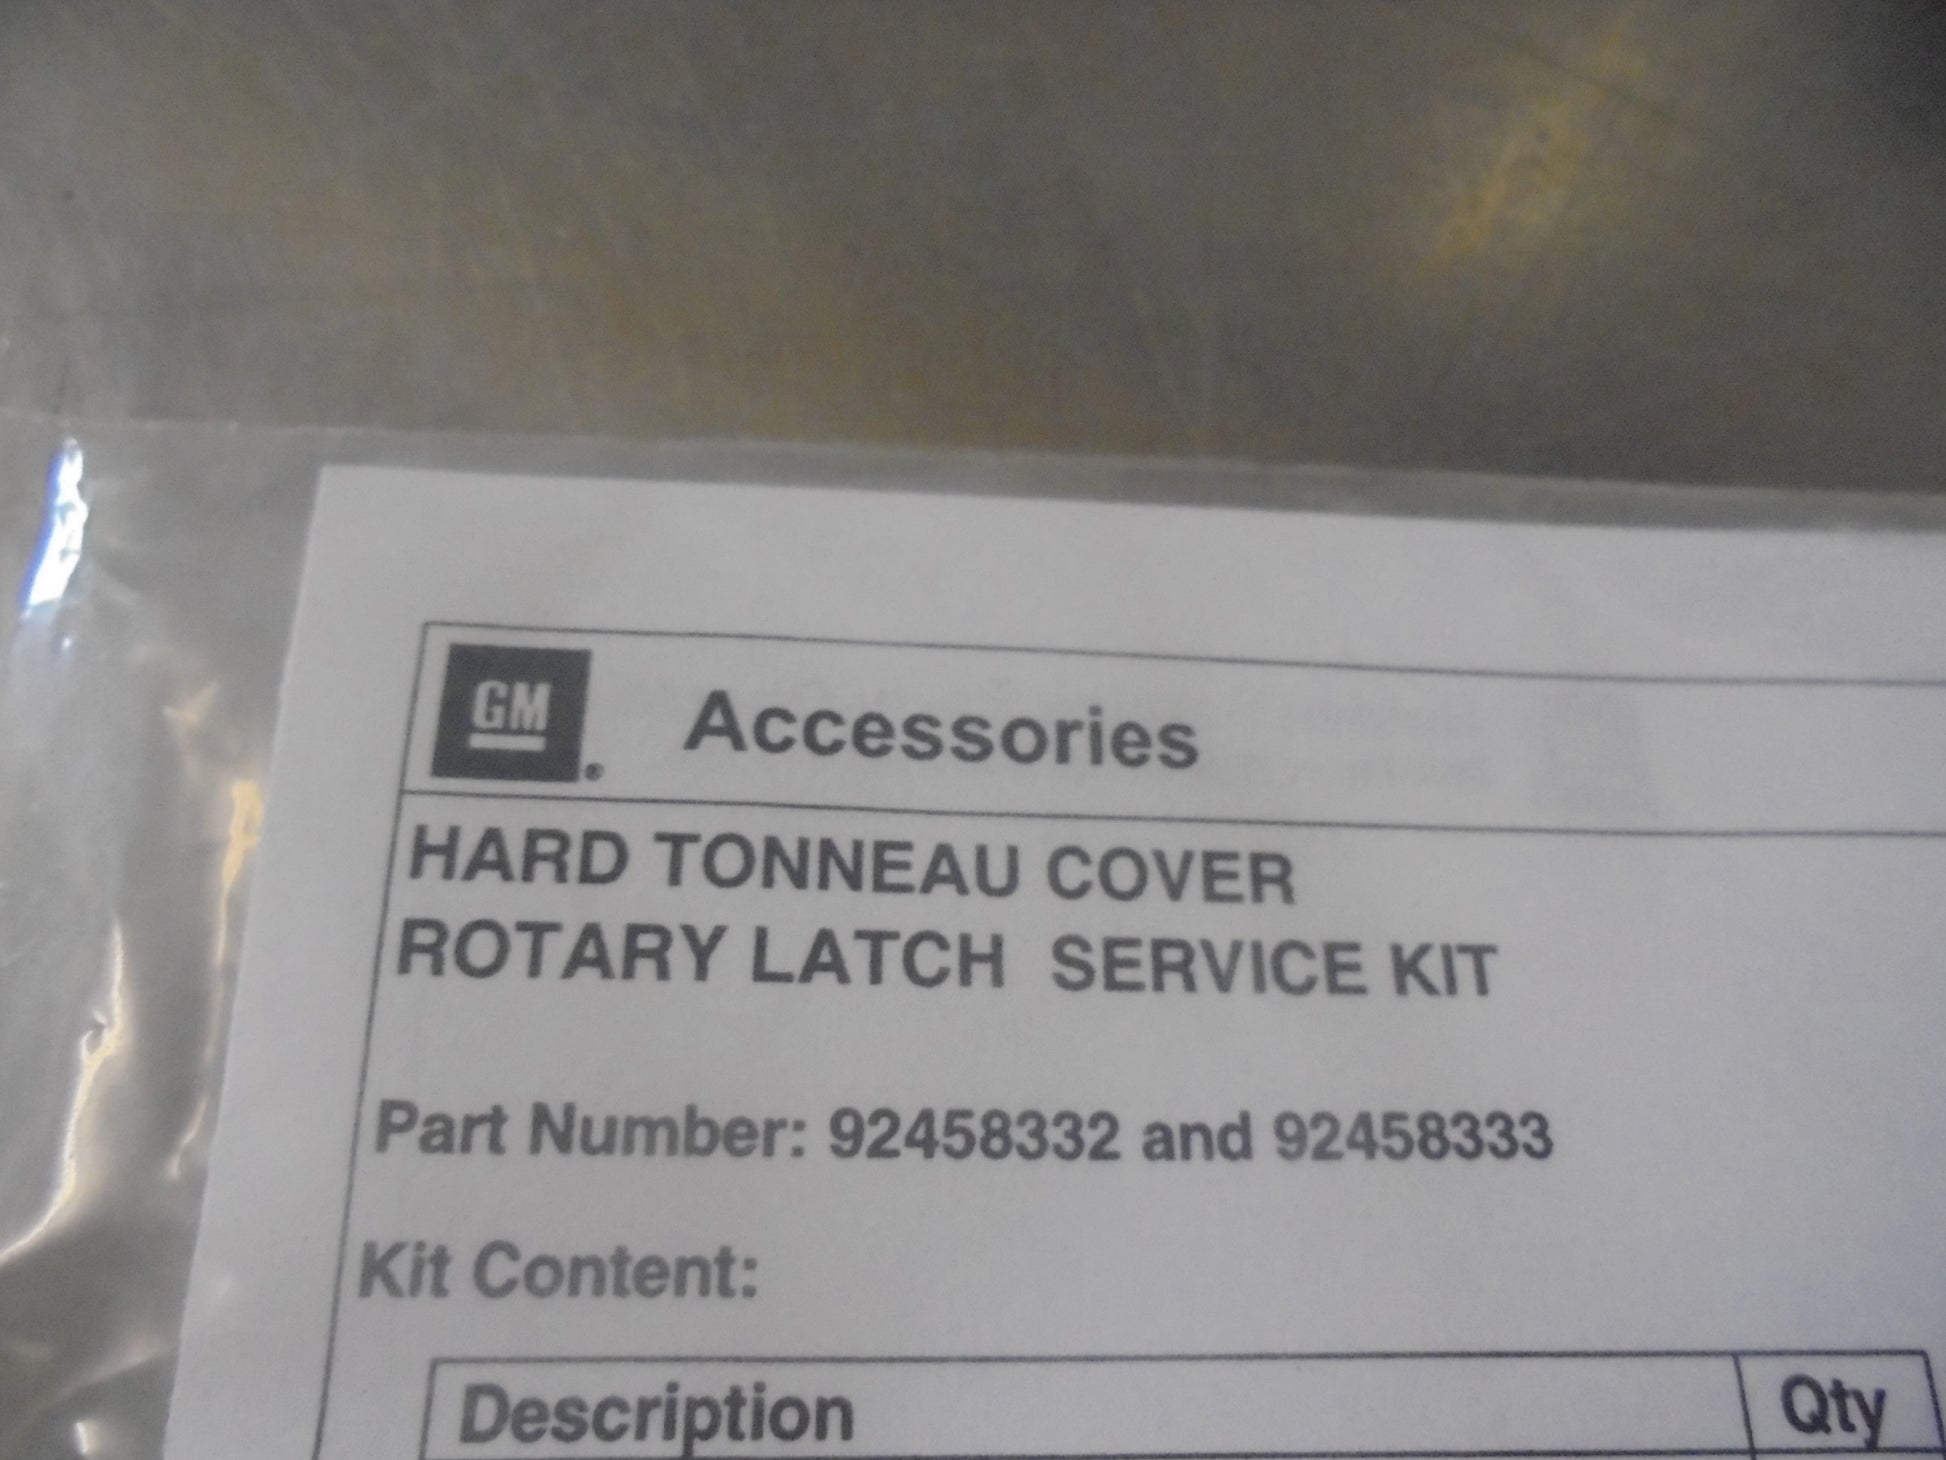 GM ® Accessories
HARD TONNEAU COVER
ROTARY LATCH SERVICE KIT
Part Number: 92458332 and 92458333
Kit Content:
Description Qty